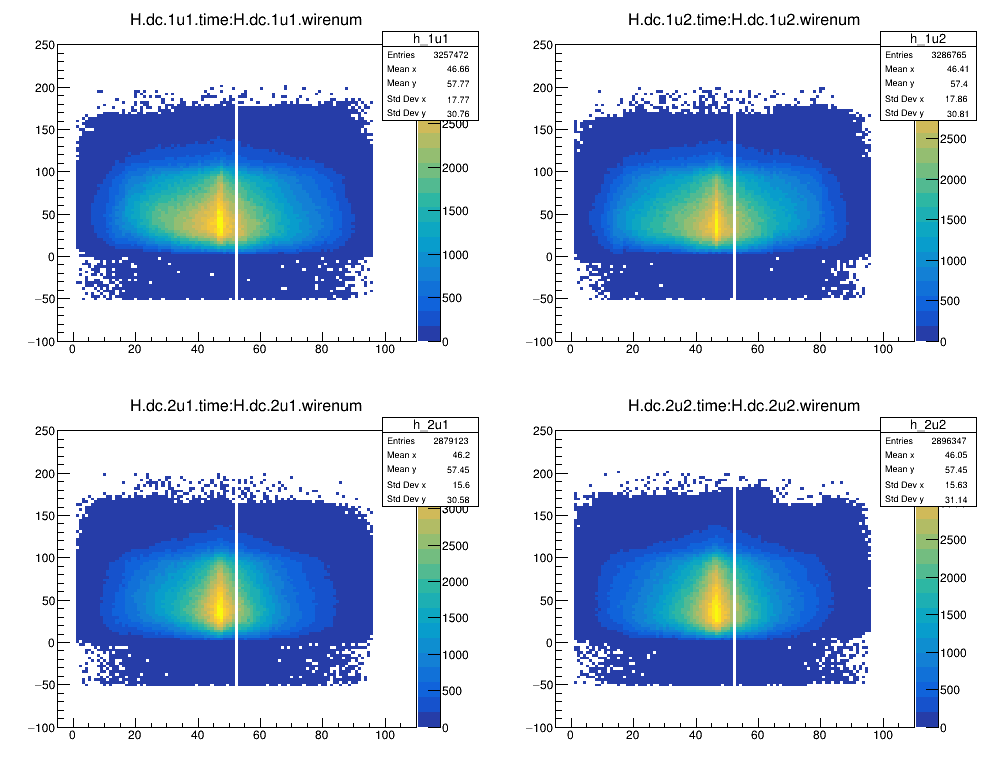 H.dc.1u1.time:H.dc.1u1.wirenum
h_1u1
Entries 3257472
Mean x 46.66
Mean y 57.77
Std Dev x 17.77
Std Dev y 30.76
250
200
150
100
50
0
−50
−100
0 20 40 60 80 100
2500
2000
1500
1000
500
0
H.dc.1u2.time:H.dc.1u2.wirenum
h_1u2
Entries 3286765
Mean x 46.41
Mean y 57.4
Std Dev x 17.86
Std Dev y 30.81
250
200
150
100
50
0
−50
−100
0 20 40 60 80 100
2500
2000
1500
1000
500
0
H.dc.2u1.time:H.dc.2u1.wirenum
h_2u1
Entries 2879123
Mean x 46.2
Mean y 57.45
Std Dev x 15.6
Std Dev y 30.58
250
200
150
100
50
0
−50
−100
0 20 40 60 80 100
3000
2500
2000
1500
1000
500
0
H.dc.2u2.time:H.dc.2u2.wirenum
h_2u2
Entries 2896347
Mean x 46.05
Mean y 57.45
Std Dev x 15.63
Std Dev y 31.14
250
200
150
100
50
0
−50
−100
0 20 40 60 80 100
2500
2000
1500
1000
500
0